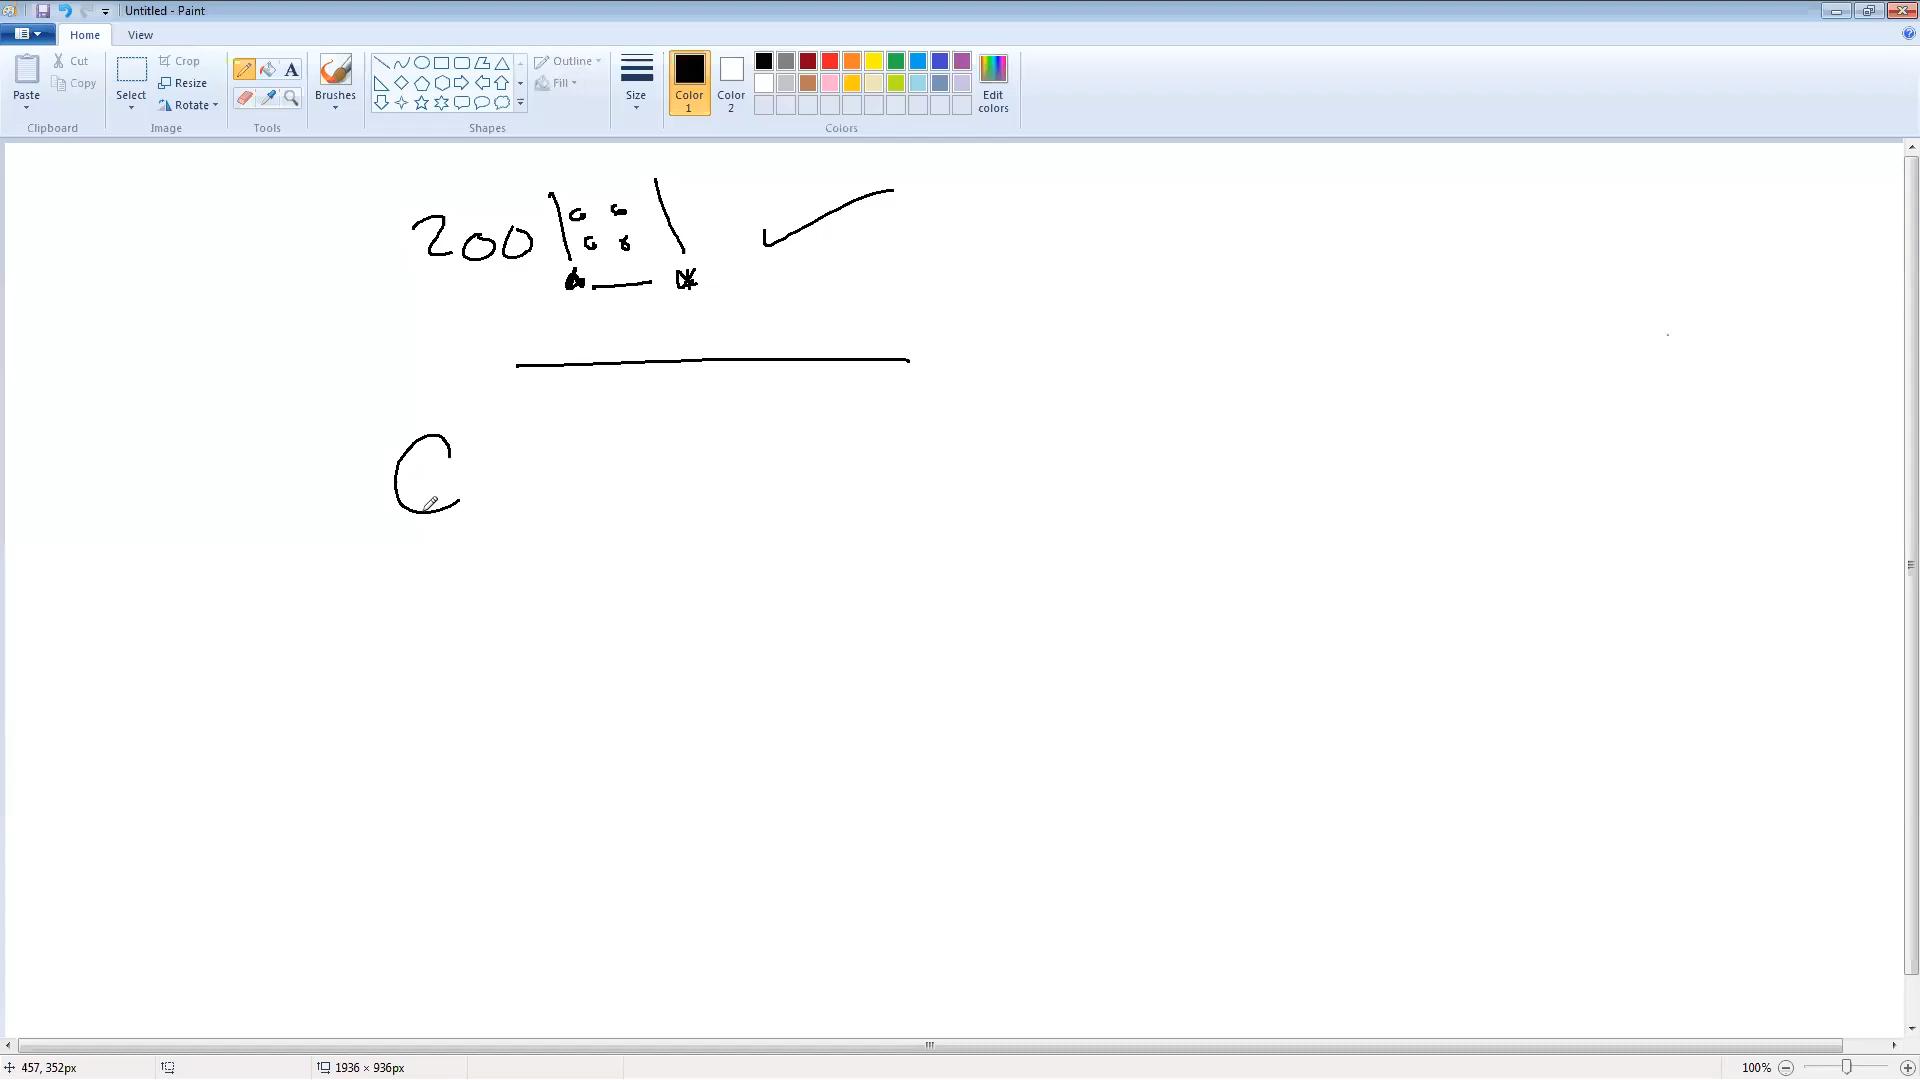 Untitled - Paint
Home View
Paste
Cut
Copy
Clipboard
Select
Crop
Resize
Rotate
Image
Tools
Brushes
Shapes
Outline
Fill
Size
Color 1
Color 2
Edit colors
Colors
200
C
457, 352px
1936 × 936px
100%